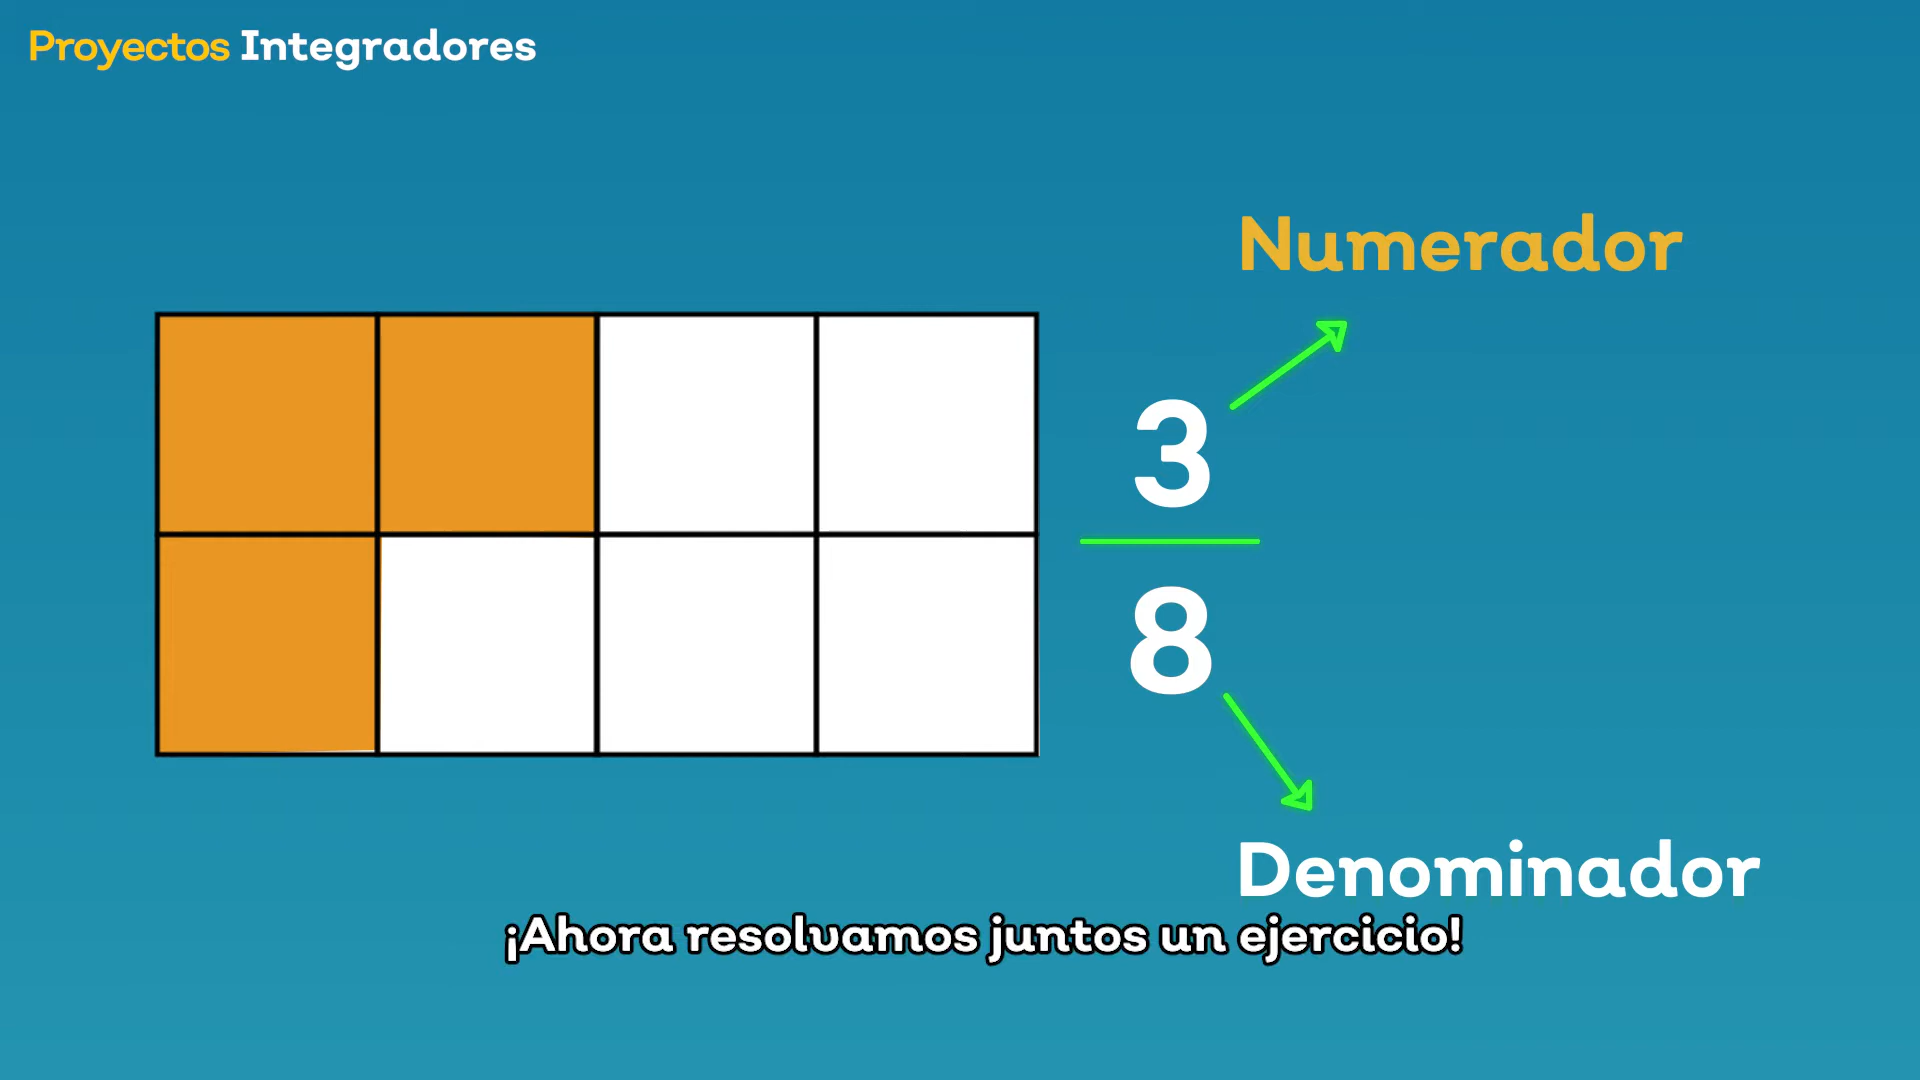 Proyectos Integradores
Numerador
3
8
Denominador
¡Ahora resolvamos juntos un ejercicio!